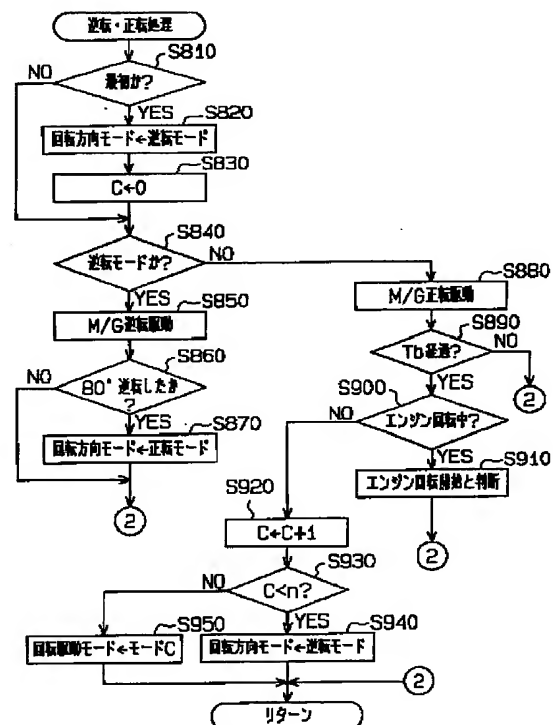 逆転・正転処理
S810
最初か?
NO
YES
S820
回転方向モード←逆転モード
S830
C←0
S840
逆転モードか?
NO
YES
S850
M/G逆転駆動
S860
80°逆転したか
?
NO
YES
S870
回転方向モード←正転モード
2
S880
M/G正転駆動
S890
Tb経過?
NO
YES
2
S900
エンジン回転中?
NO
YES
S910
エンジン回転開始と判断
2
S920
C←C+1
S930
C<n?
NO
YES
S950
回転駆動モード←モードC
S940
回転方向モード←逆転モード
2
リターン